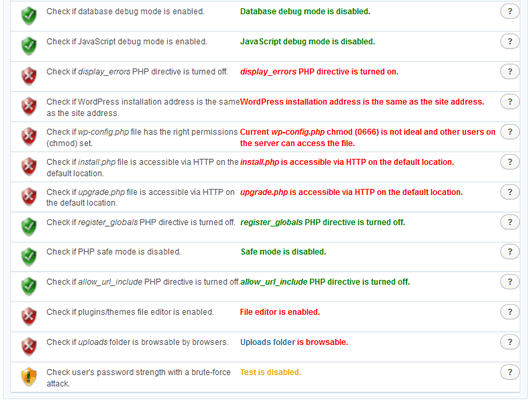 Check if database debug mode is enabled. Database debug mode is disabled. ?
Check if JavaScript debug mode is enabled. JavaScript debug mode is disabled. ?
Check if display_errors PHP directive is turned off. display_errors PHP directive is turned on. ?
Check if WordPress installation address is the same WordPress installation address is the same as the site address. ?
as the site address.
Check if wp-config.php file has the right permissions Current wp-config.php chmod (0666) is not ideal and other users on ?
(chmod) set. the server can access the file.
Check if install.php file is accessible via HTTP on the install.php is accessible via HTTP on the default location. ?
default location.
Check if upgrade.php file is accessible via HTTP on upgrade.php is accessible via HTTP on the default location. ?
the default location.
Check if register_globals PHP directive is turned off. register_globals PHP directive is turned off. ?
Check if PHP safe mode is disabled. Safe mode is disabled. ?
Check if allow_url_include PHP directive is turned off. allow_url_include PHP directive is turned off. ?
Check if plugins/themes file editor is enabled. File editor is enabled. ?
Check if uploads folder is browsable by browsers. Uploads folder is browsable. ?
Check user's password strength with a brute-force Test is disabled. ?
attack.